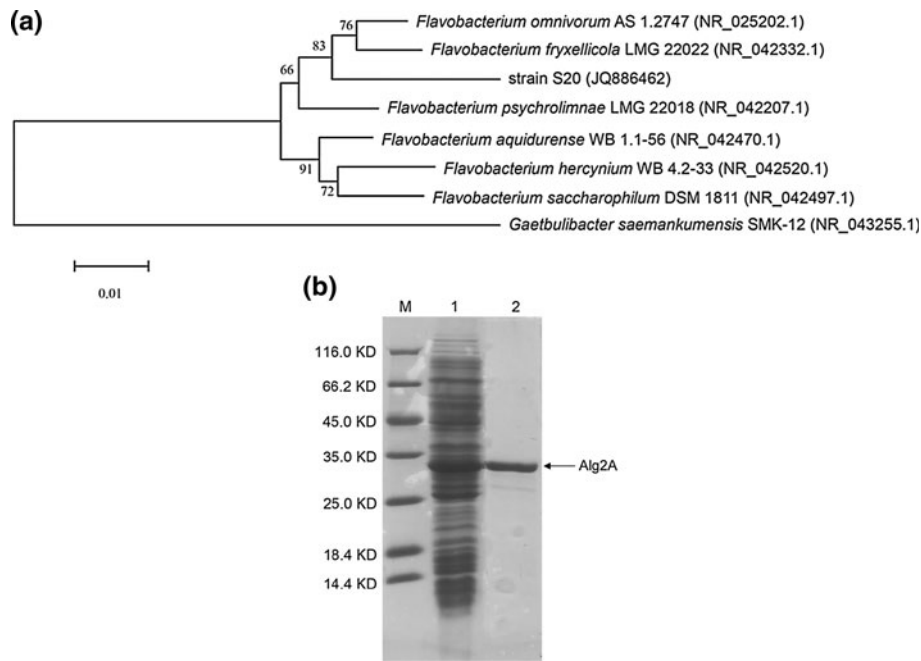 (a)
76
Flavobacterium omnivorum AS 1.2747 (NR_025202.1)
83
Flavobacterium fryxellicola LMG 22022 (NR_042332.1)
66
strain S20 (JQ886462)
Flavobacterium psychrolimnae LMG 22018 (NR_042207.1)
Flavobacterium aquidurense WB 1.1-56 (NR_042470.1)
91
Flavobacterium hercynium WB 4.2-33 (NR_042520.1)
72
Flavobacterium saccharophilum DSM 1811 (NR_042497.1)
Gaetbulibacter saemankumensis SMK-12 (NR_043255.1)
0.01
(b)
M 1 2
116.0 KD
66.2 KD
45.0 KD
35.0 KD
Alg2A
25.0 KD
18.4 KD
14.4 KD